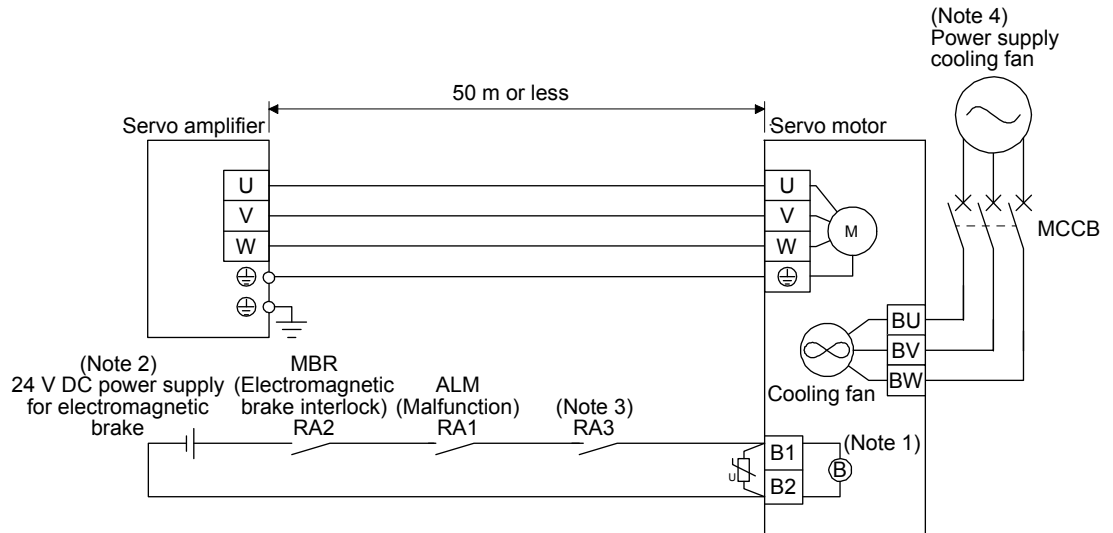 (Note 4)
Power supply
cooling fan
50 m or less
Servo amplifier
Servo motor
U
V
W
U
V
W
M
MCCB
BU
BV
BW
Cooling fan
(Note 2)
24 V DC power supply
for electromagnetic
brake
MBR
(Electromagnetic
brake interlock)
RA2
ALM
(Malfunction)
RA1
(Note 3)
RA3
U
B1
B2
B
(Note 1)